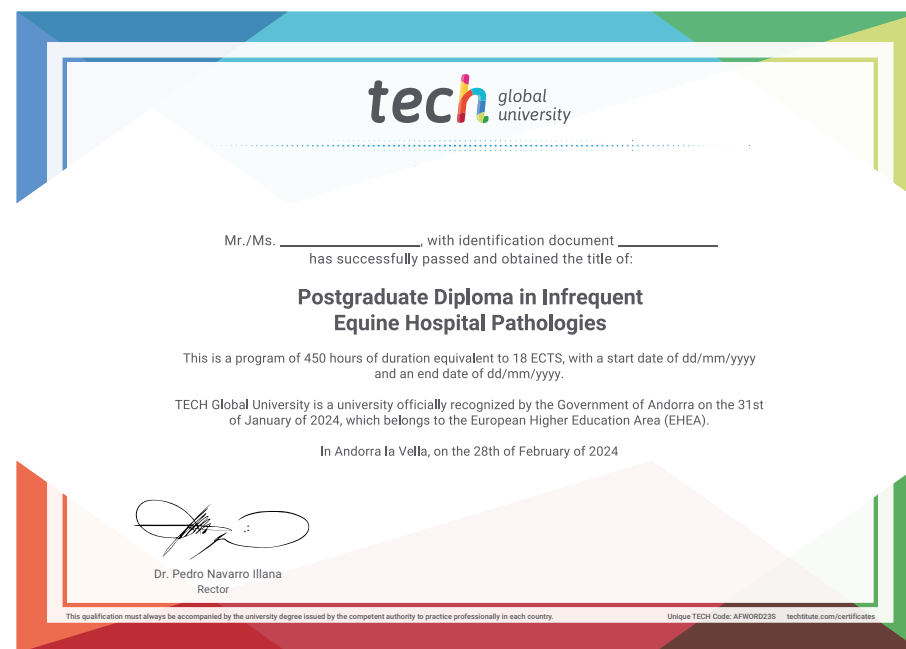 tech global
university
Mr./Ms. ____________, with identification document ____________
has successfully passed and obtained the title of:
Postgraduate Diploma in Infrequent
Equine Hospital Pathologies
This is a program of 450 hours of duration equivalent to 18 ECTS, with a start date of dd/mm/yyyy
and an end date of dd/mm/yyyy.
TECH Global University is a university officially recognized by the Government of Andorra on the 31st
of January of 2024, which belongs to the European Higher Education Area (EHEA).
In Andorra la Vella, on the 28th of February of 2024
Dr. Pedro Navarro Illana
Rector
This qualification must always be accompanied by the university degree issued by the competent authority to practice professionally in each country.
Unique TECH Code: AFWORD23S techtitute.com/certificates